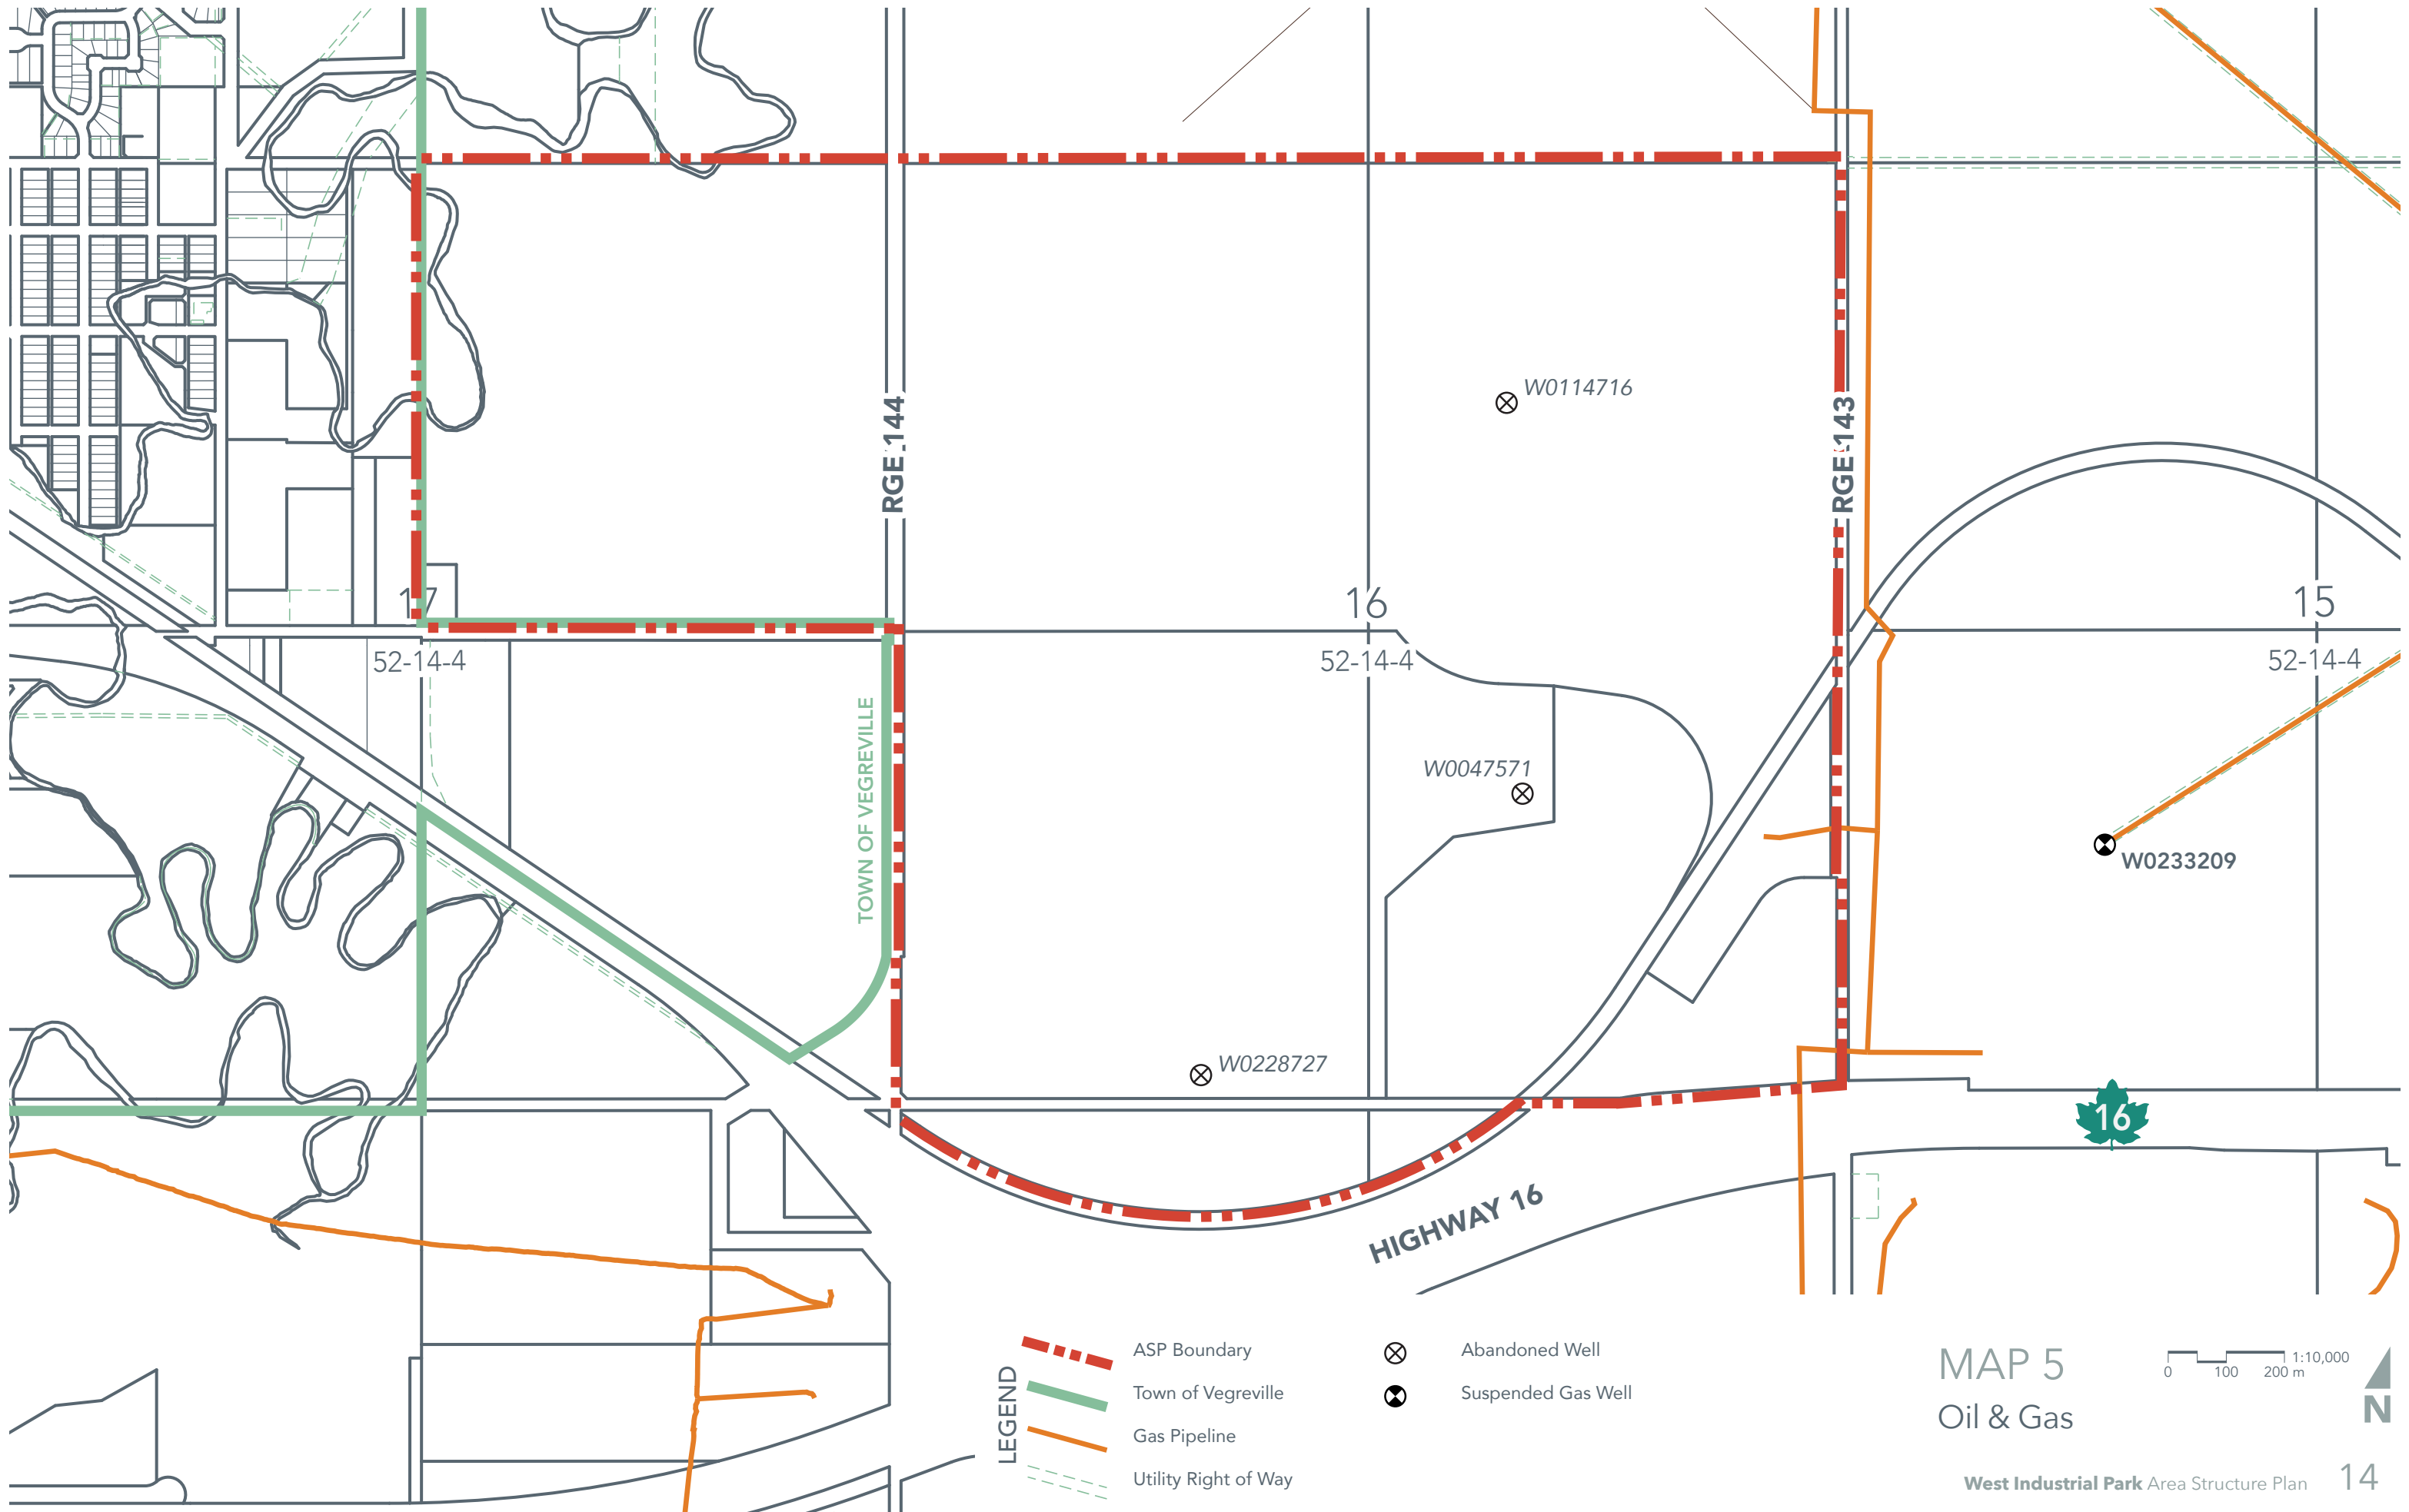 W0114716
RGE 144
RGE 143
17
16
15
52-14-4
52-14-4
52-14-4
TOWN OF VEGREVILLE
W0047571
W0233209
W0228727
16
HIGHWAY 16
LEGEND
ASP Boundary
Town of Vegreville
Gas Pipeline
Utility Right of Way
Abandoned Well
Suspended Gas Well
MAP 5
Oil & Gas
1:10,000
0 100 200 m
N
West Industrial Park Area Structure Plan 14